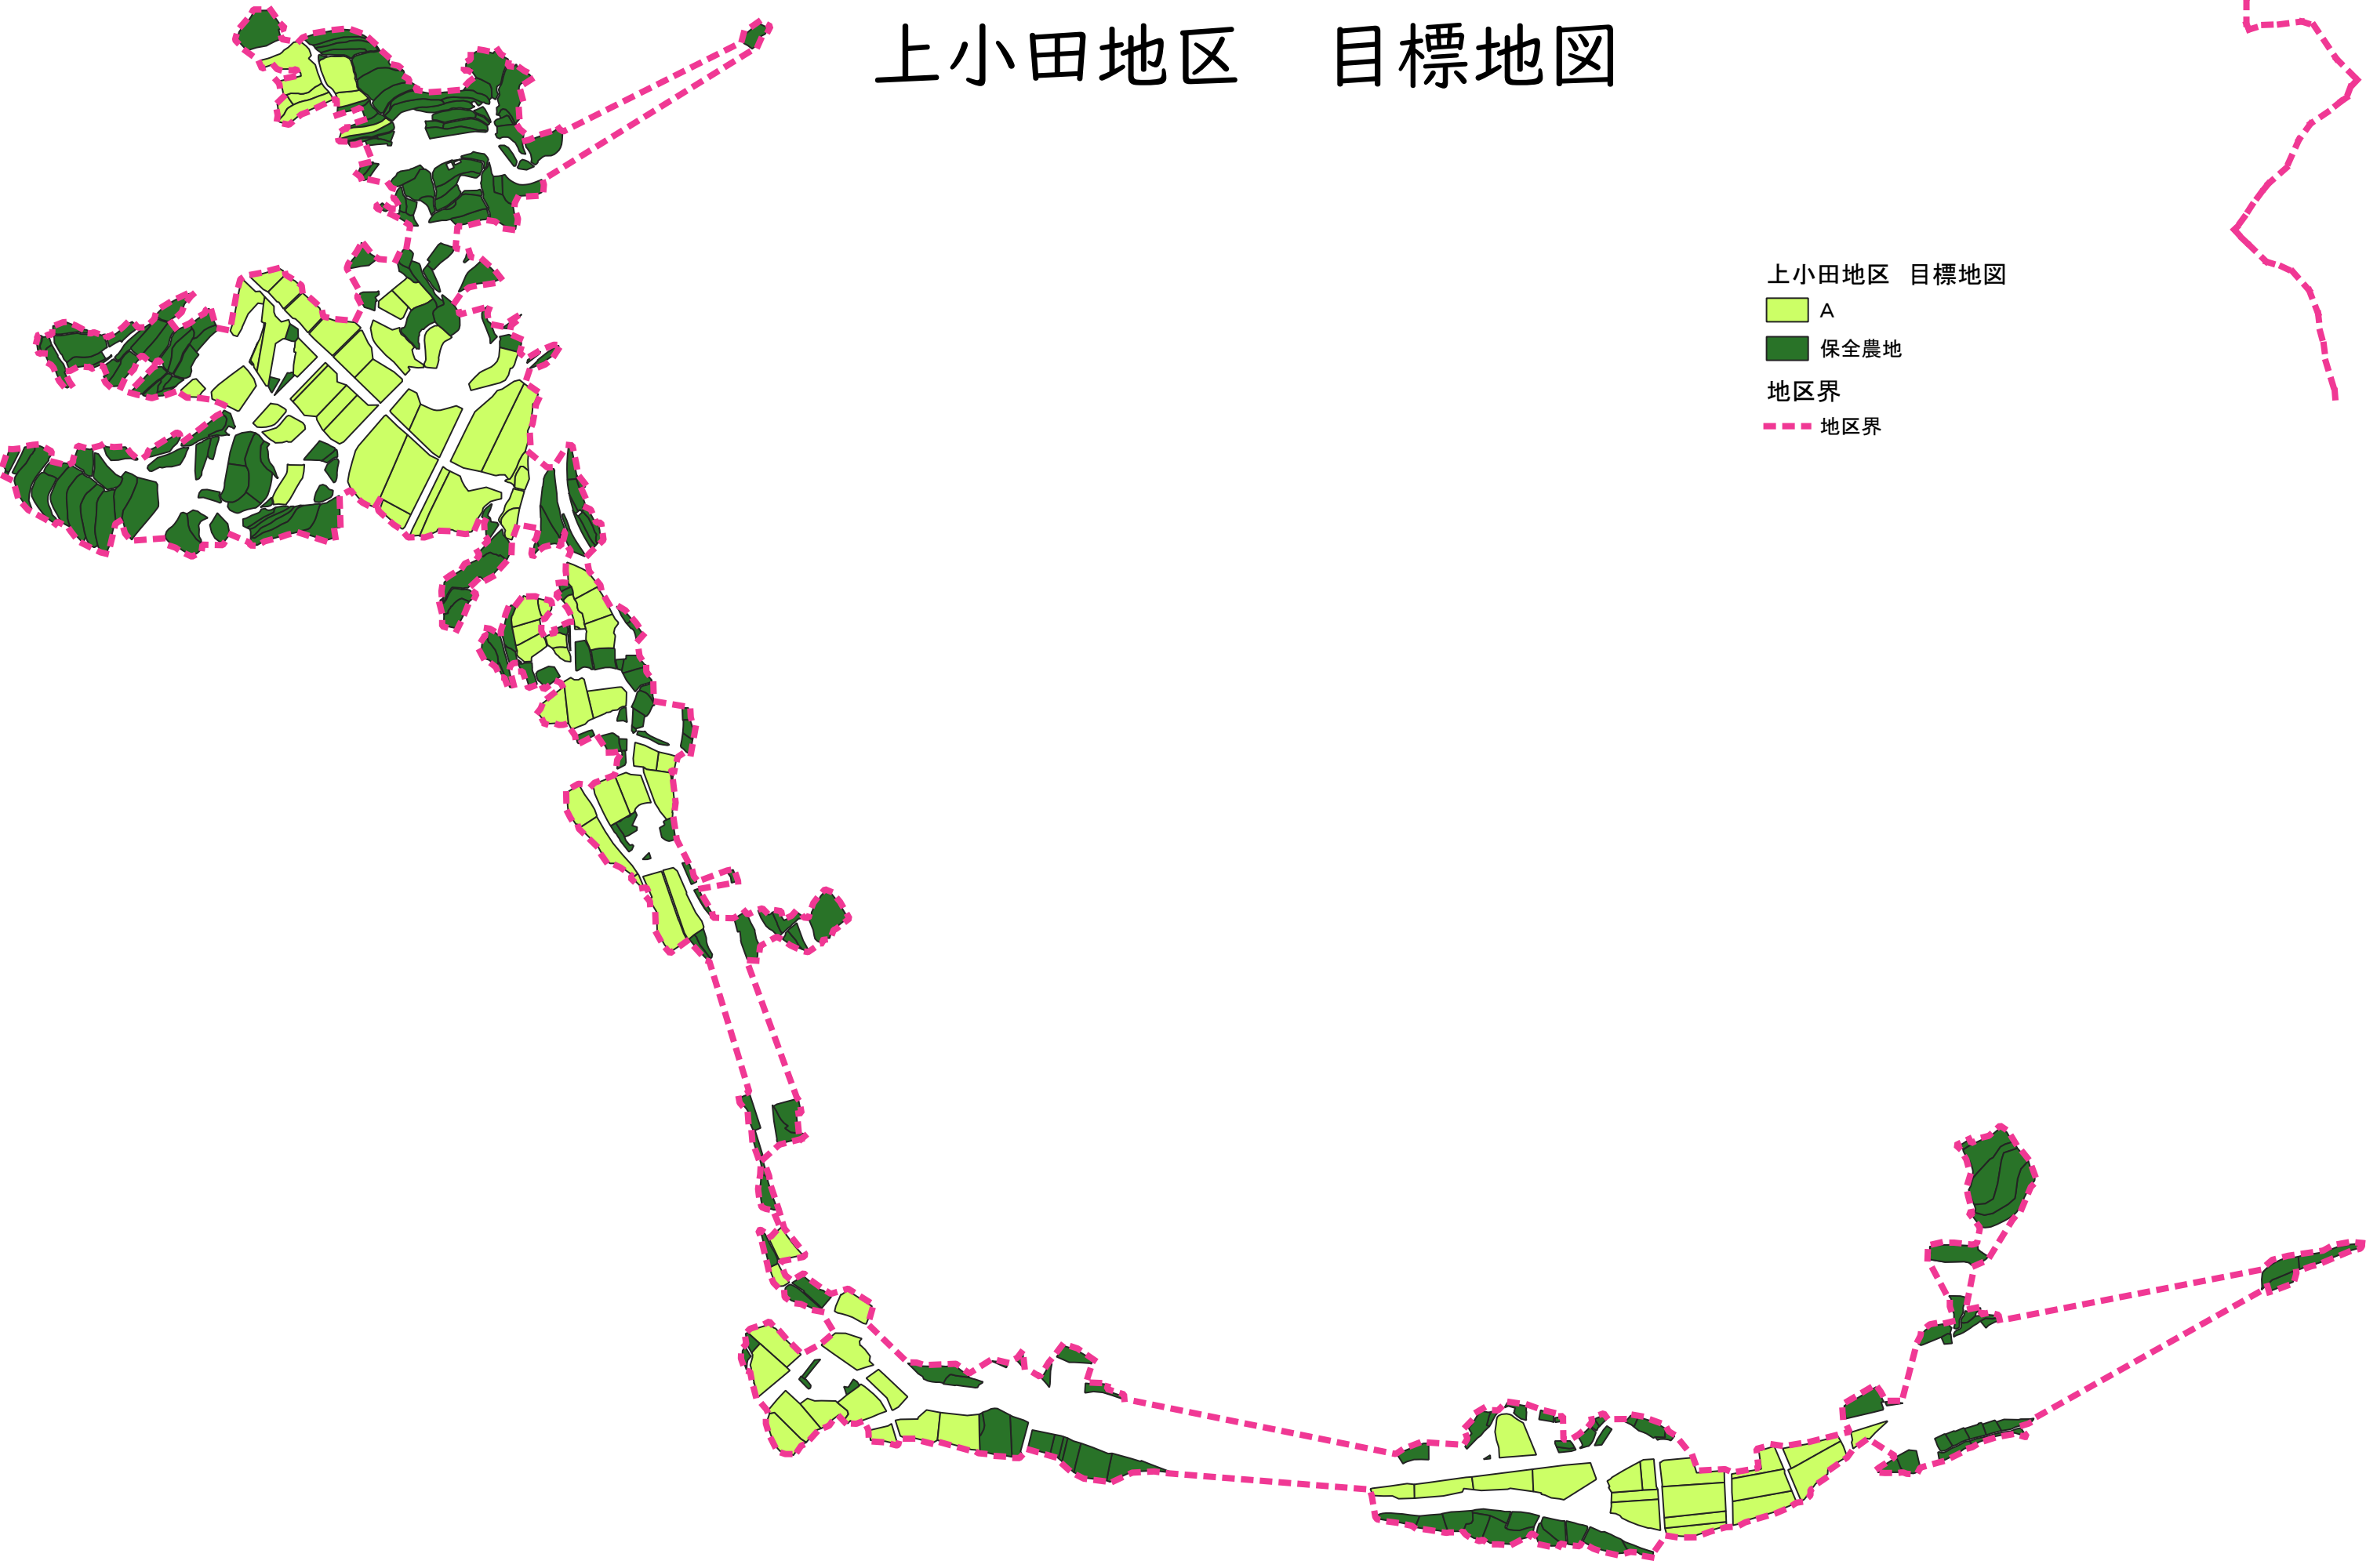 上小田地区　目標地図
上小田地区　目標地図
A
保全農地
地区界
地区界